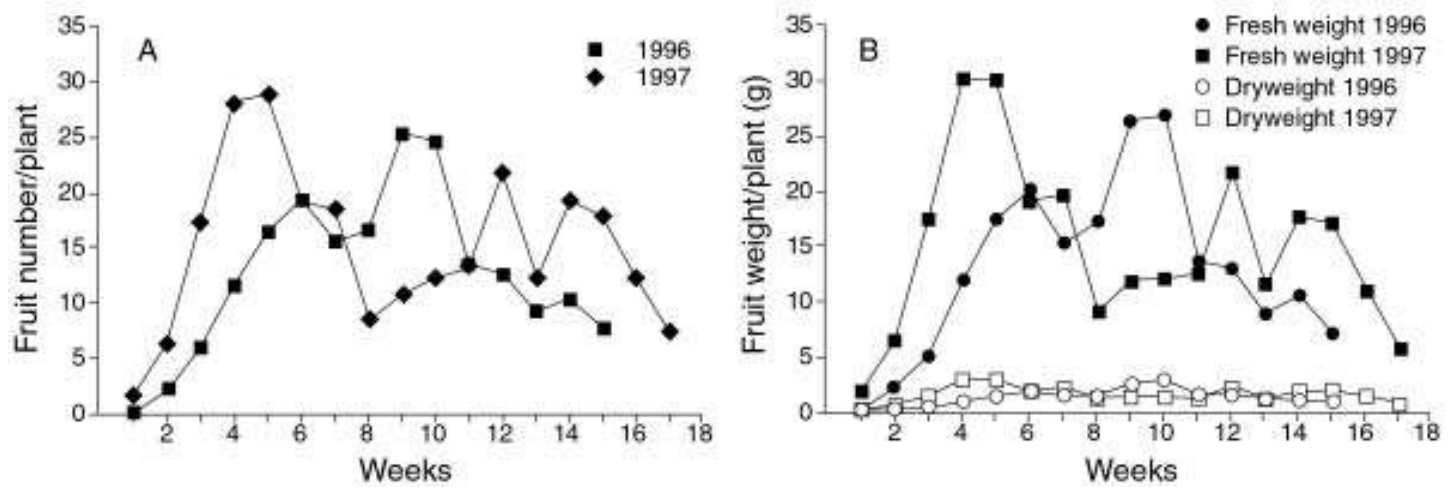 A
1996
1997
Fruit number/plant
35
30
25
20
15
10
5
0
2 4 6 8 10 12 14 16 18
Weeks
B
Fresh weight 1996
Fresh weight 1997
Dryweight 1996
Dryweight 1997
Fruit weight/plant (g)
35
30
25
20
15
10
5
0
2 4 6 8 10 12 14 16 18
Weeks